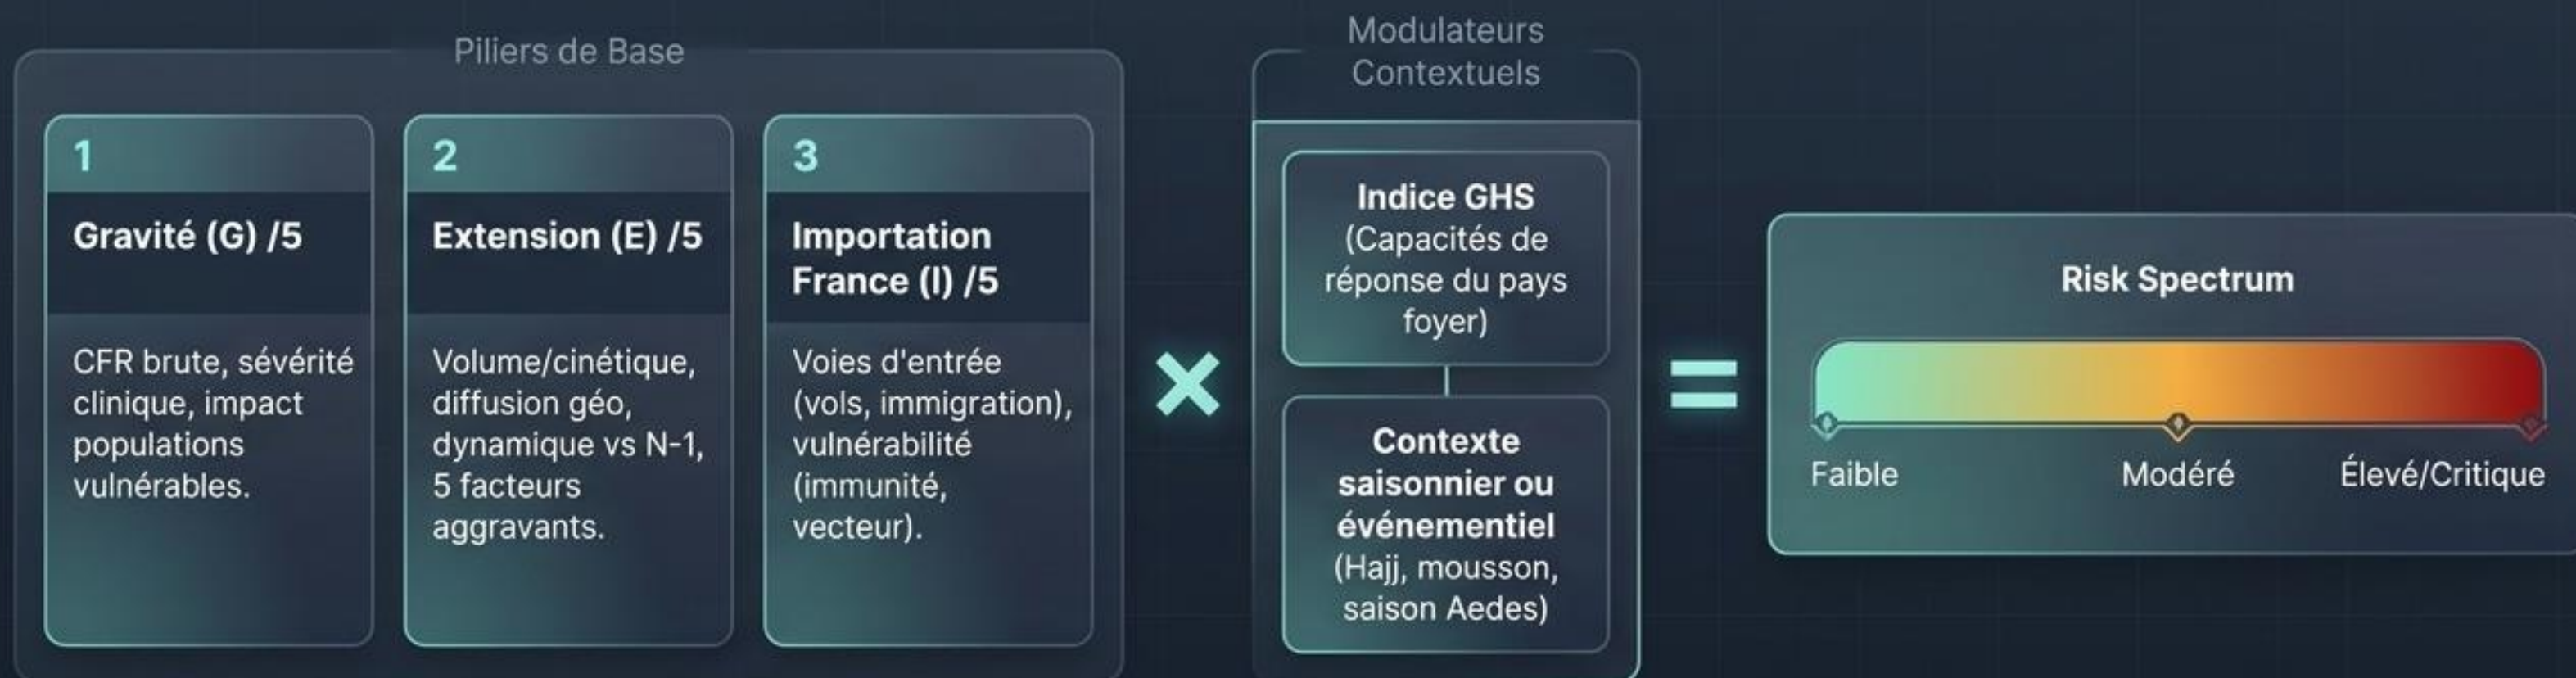 Piliers de Base
1
Gravité (G) /5
CFR brute, sévérité
clinique, impact
populations
vulnérables.
2
Extension (E) /5
Volume/cinétique,
diffusion géo,
dynamique vs N-1,
5 facteurs
aggravants.
3
Importation
France (I) /5
Voies d'entrée
(vols, immigration),
vulnérabilité
(immunité,
vecteur).
×
Modulateurs
Contextuels
Indice GHS
(Capacités de
réponse du pays
foyer)
Contexte
saisonnier ou
événementiel
(Hajj, mousson,
saison Aedes)
=
Risk Spectrum
Faible
Modéré
Élevé/Critique